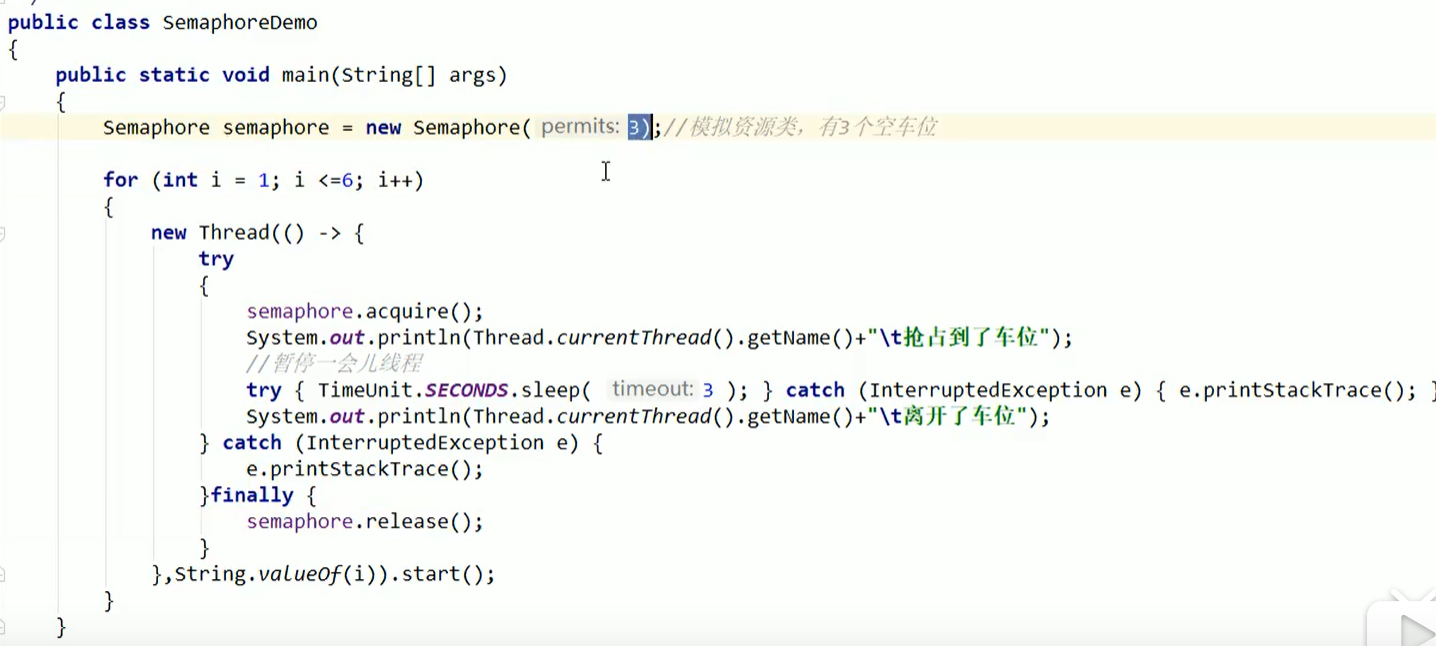 public class SemaphoreDemo
{
public static void main(String[] args)
{
Semaphore semaphore = new Semaphore( permits: 3);//模拟资源类，有3个空车位
for (int i = 1; i <=6; i++)
{
new Thread(() -> {
try
{
semaphore.acquire();
System.out.println(Thread.currentThread().getName()+"\t抢占到了车位");
//暂停一会儿线程
try { TimeUnit.SECONDS.sleep( timeout: 3 ); } catch (InterruptedException e) { e.printStackTrace(); }
System.out.println(Thread.currentThread().getName()+"\t离开了车位");
} catch (InterruptedException e) {
e.printStackTrace();
}finally {
semaphore.release();
}
},String.valueOf(i)).start();
}
}